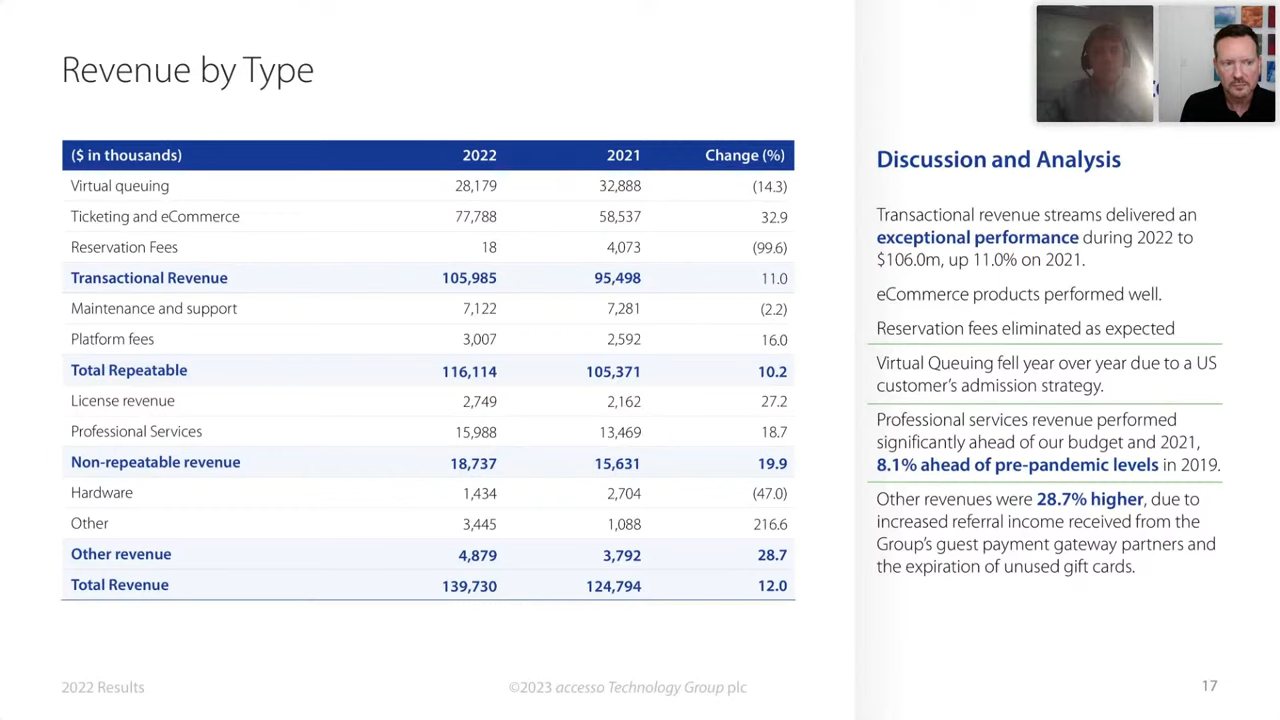 Revenue by Type
($ in thousands) 2022 2021 Change (%)
Virtual queuing 28,179 32,888 (14.3)
Ticketing and eCommerce 77,788 58,537 32.9
Reservation Fees 18 4,073 (99.6)
Transactional Revenue 105,985 95,498 11.0
Maintenance and support 7,122 7,281 (2.2)
Platform fees 3,007 2,592 16.0
Total Repeatable 116,114 105,371 10.2
License revenue 2,749 2,162 27.2
Professional Services 15,988 13,469 18.7
Non-repeatable revenue 18,737 15,631 19.9
Hardware 1,434 2,704 (47.0)
Other 3,445 1,088 216.6
Other revenue 4,879 3,792 28.7
Total Revenue 139,730 124,794 12.0
Discussion and Analysis
Transactional revenue streams delivered an
exceptional performance during 2022 to
$106.0m, up 11.0% on 2021.
eCommerce products performed well.
Reservation fees eliminated as expected
Virtual Queuing fell year over year due to a US
customer's admission strategy.
Professional services revenue performed
significantly ahead of our budget and 2021,
8.1% ahead of pre-pandemic levels in 2019.
Other revenues were 28.7% higher, due to
increased referral income received from the
Group's guest payment gateway partners and
the expiration of unused gift cards.
2022 Results
©2023 accesso Technology Group plc
17